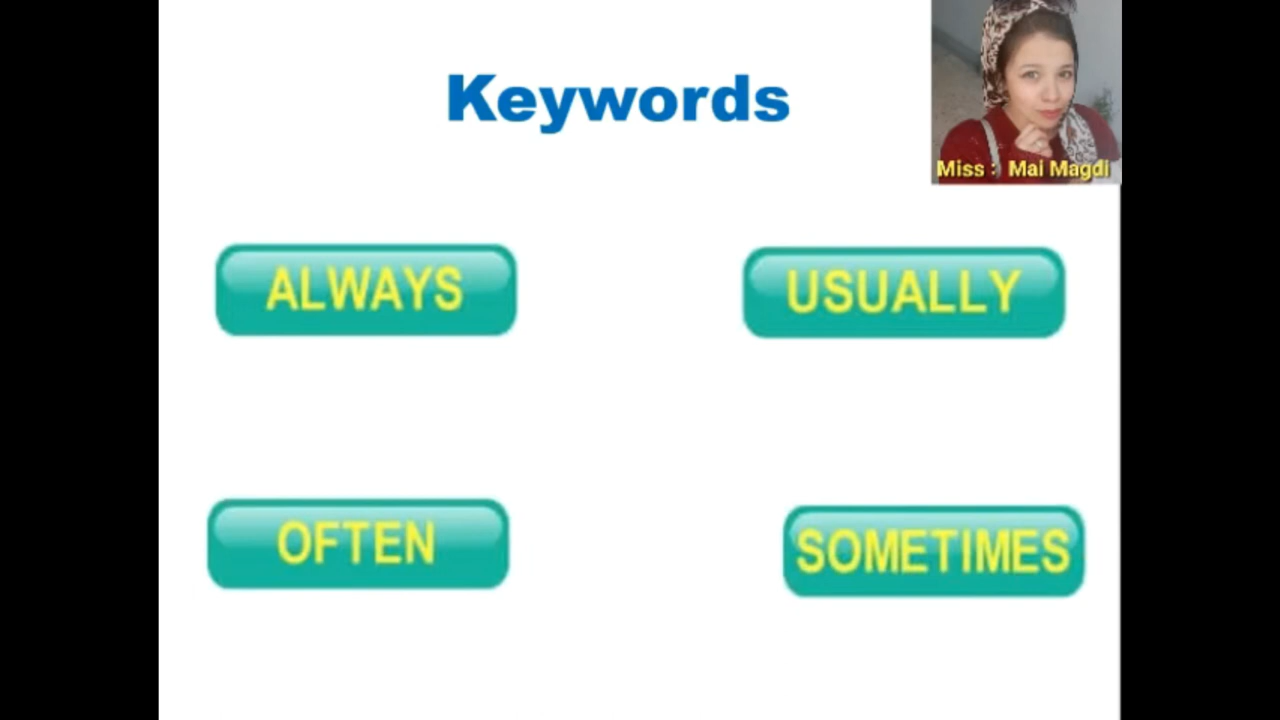 Keywords
Miss : Mai Magdi
ALWAYS
USUALLY
OFTEN
SOMETIMES